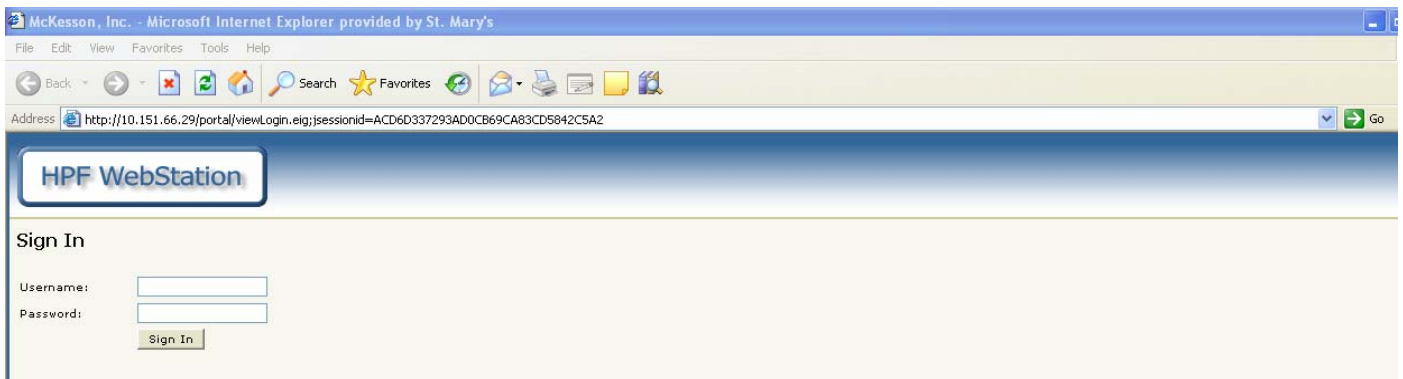 McKesson, Inc. - Microsoft Internet Explorer provided by St. Mary's
File Edit View Favorites Tools Help
Back Search Favorites
Address http://10.151.66.29/portal/viewLogin.eig;jsessionid=ACD6D337293AD0CB69CA83CD5842C5A2 Go
HPF WebStation
Sign In
Username:
Password:
Sign In